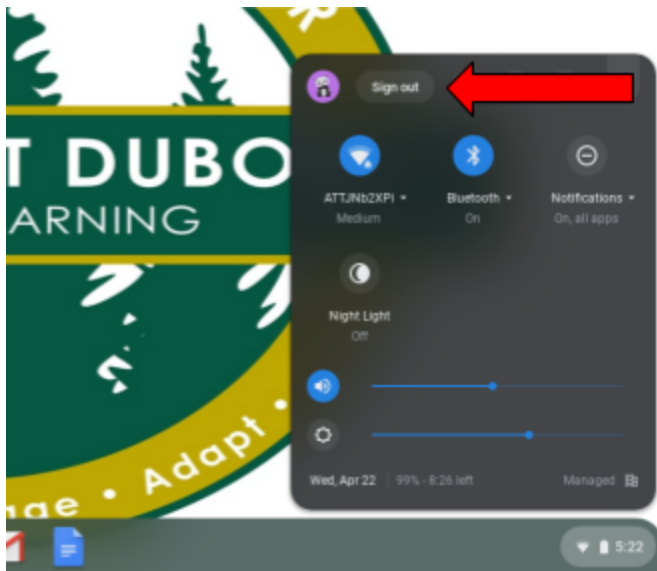 R
T DUBO
ARNING
age • Adapt •
Sign out
ATTJNb2XPi
Medium
Bluetooth
On
Notifications
On, all apps
Night Light
Off
Wed, Apr 22 | 99% - 8:26 left
Managed
5:22